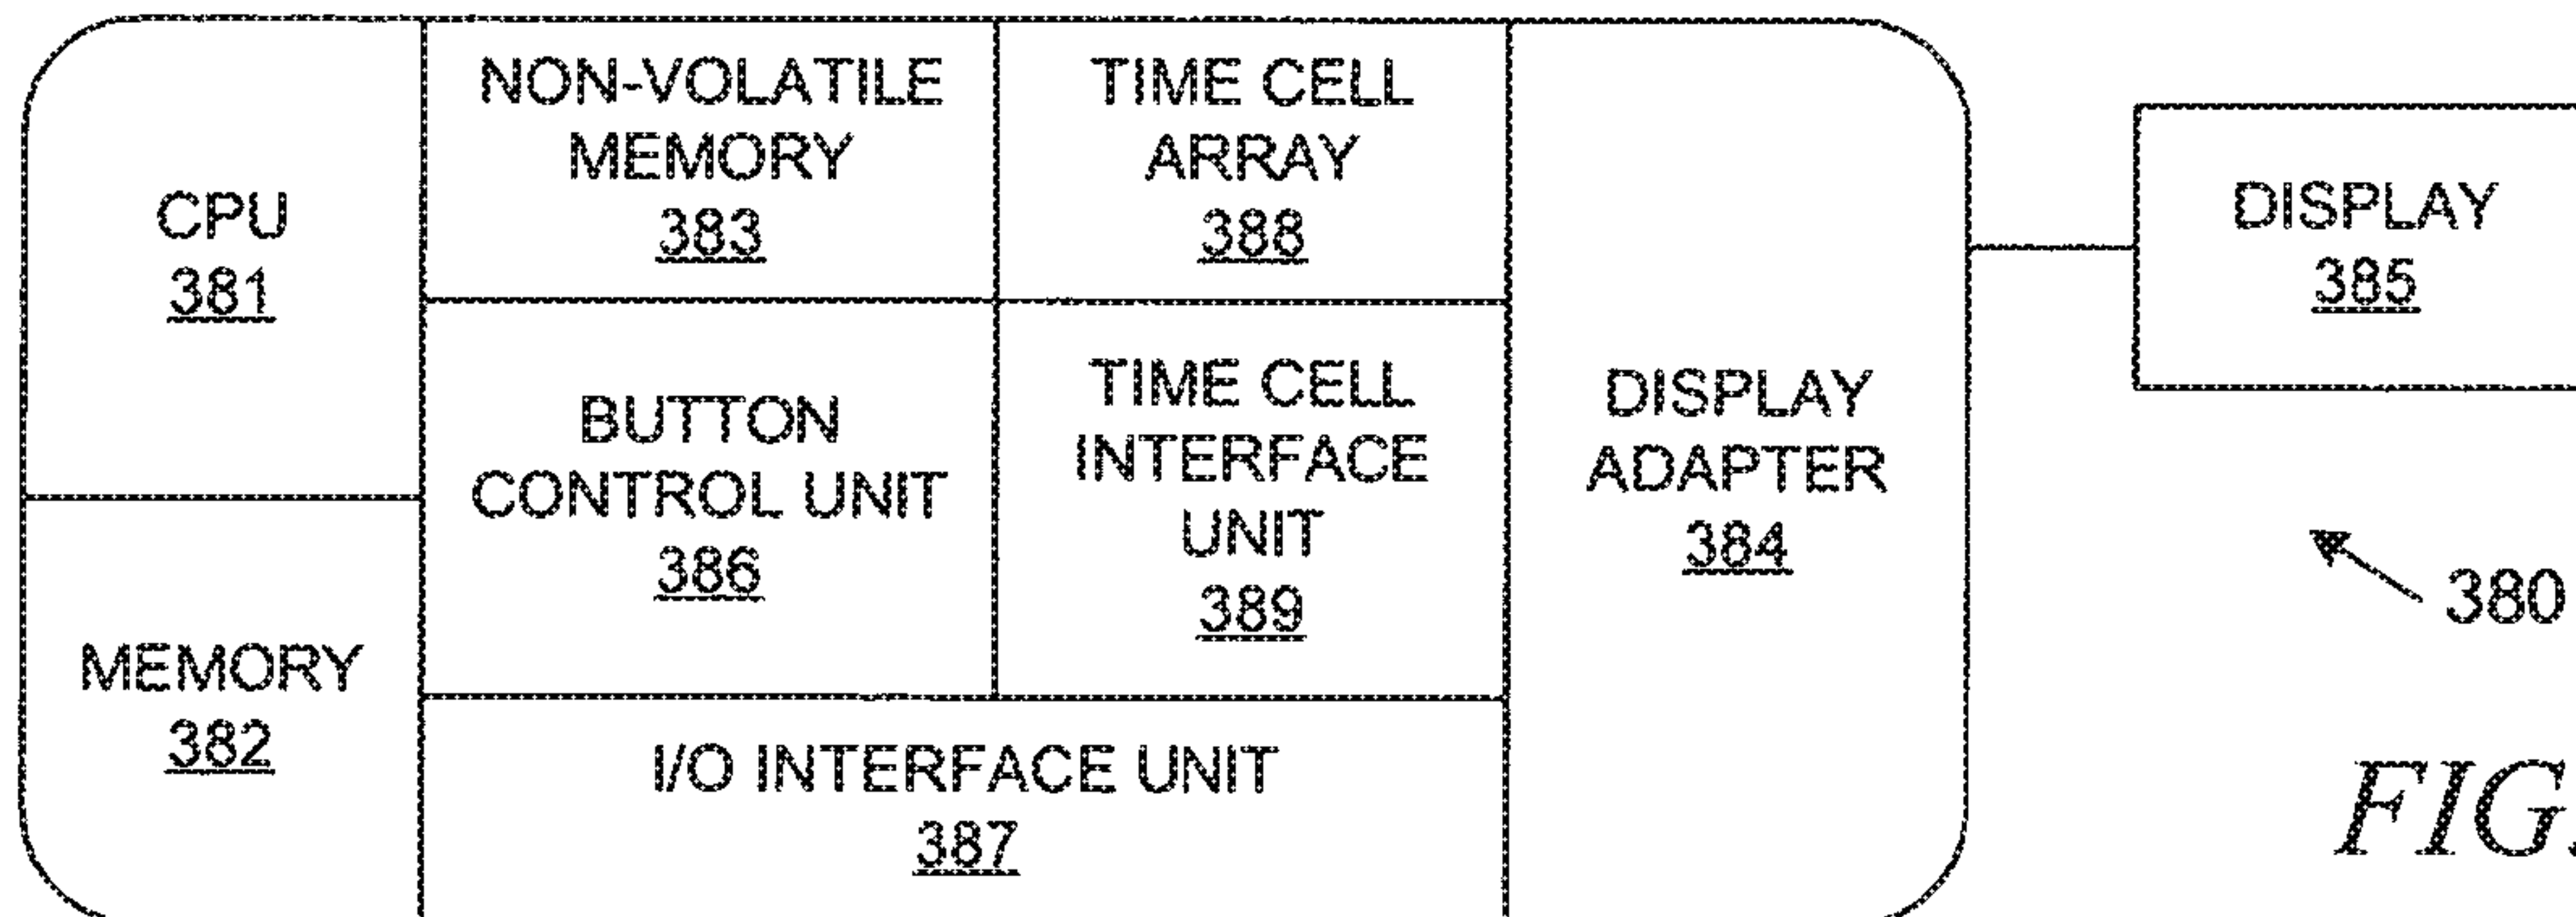 CPU
381
MEMORY
382
NON-VOLATILE
MEMORY
383
BUTTON
CONTROL UNIT
386
TIME CELL
ARRAY
388
TIME CELL
INTERFACE
UNIT
389
I/O INTERFACE UNIT
387
DISPLAY
ADAPTER
384
DISPLAY
385
380
FIG.